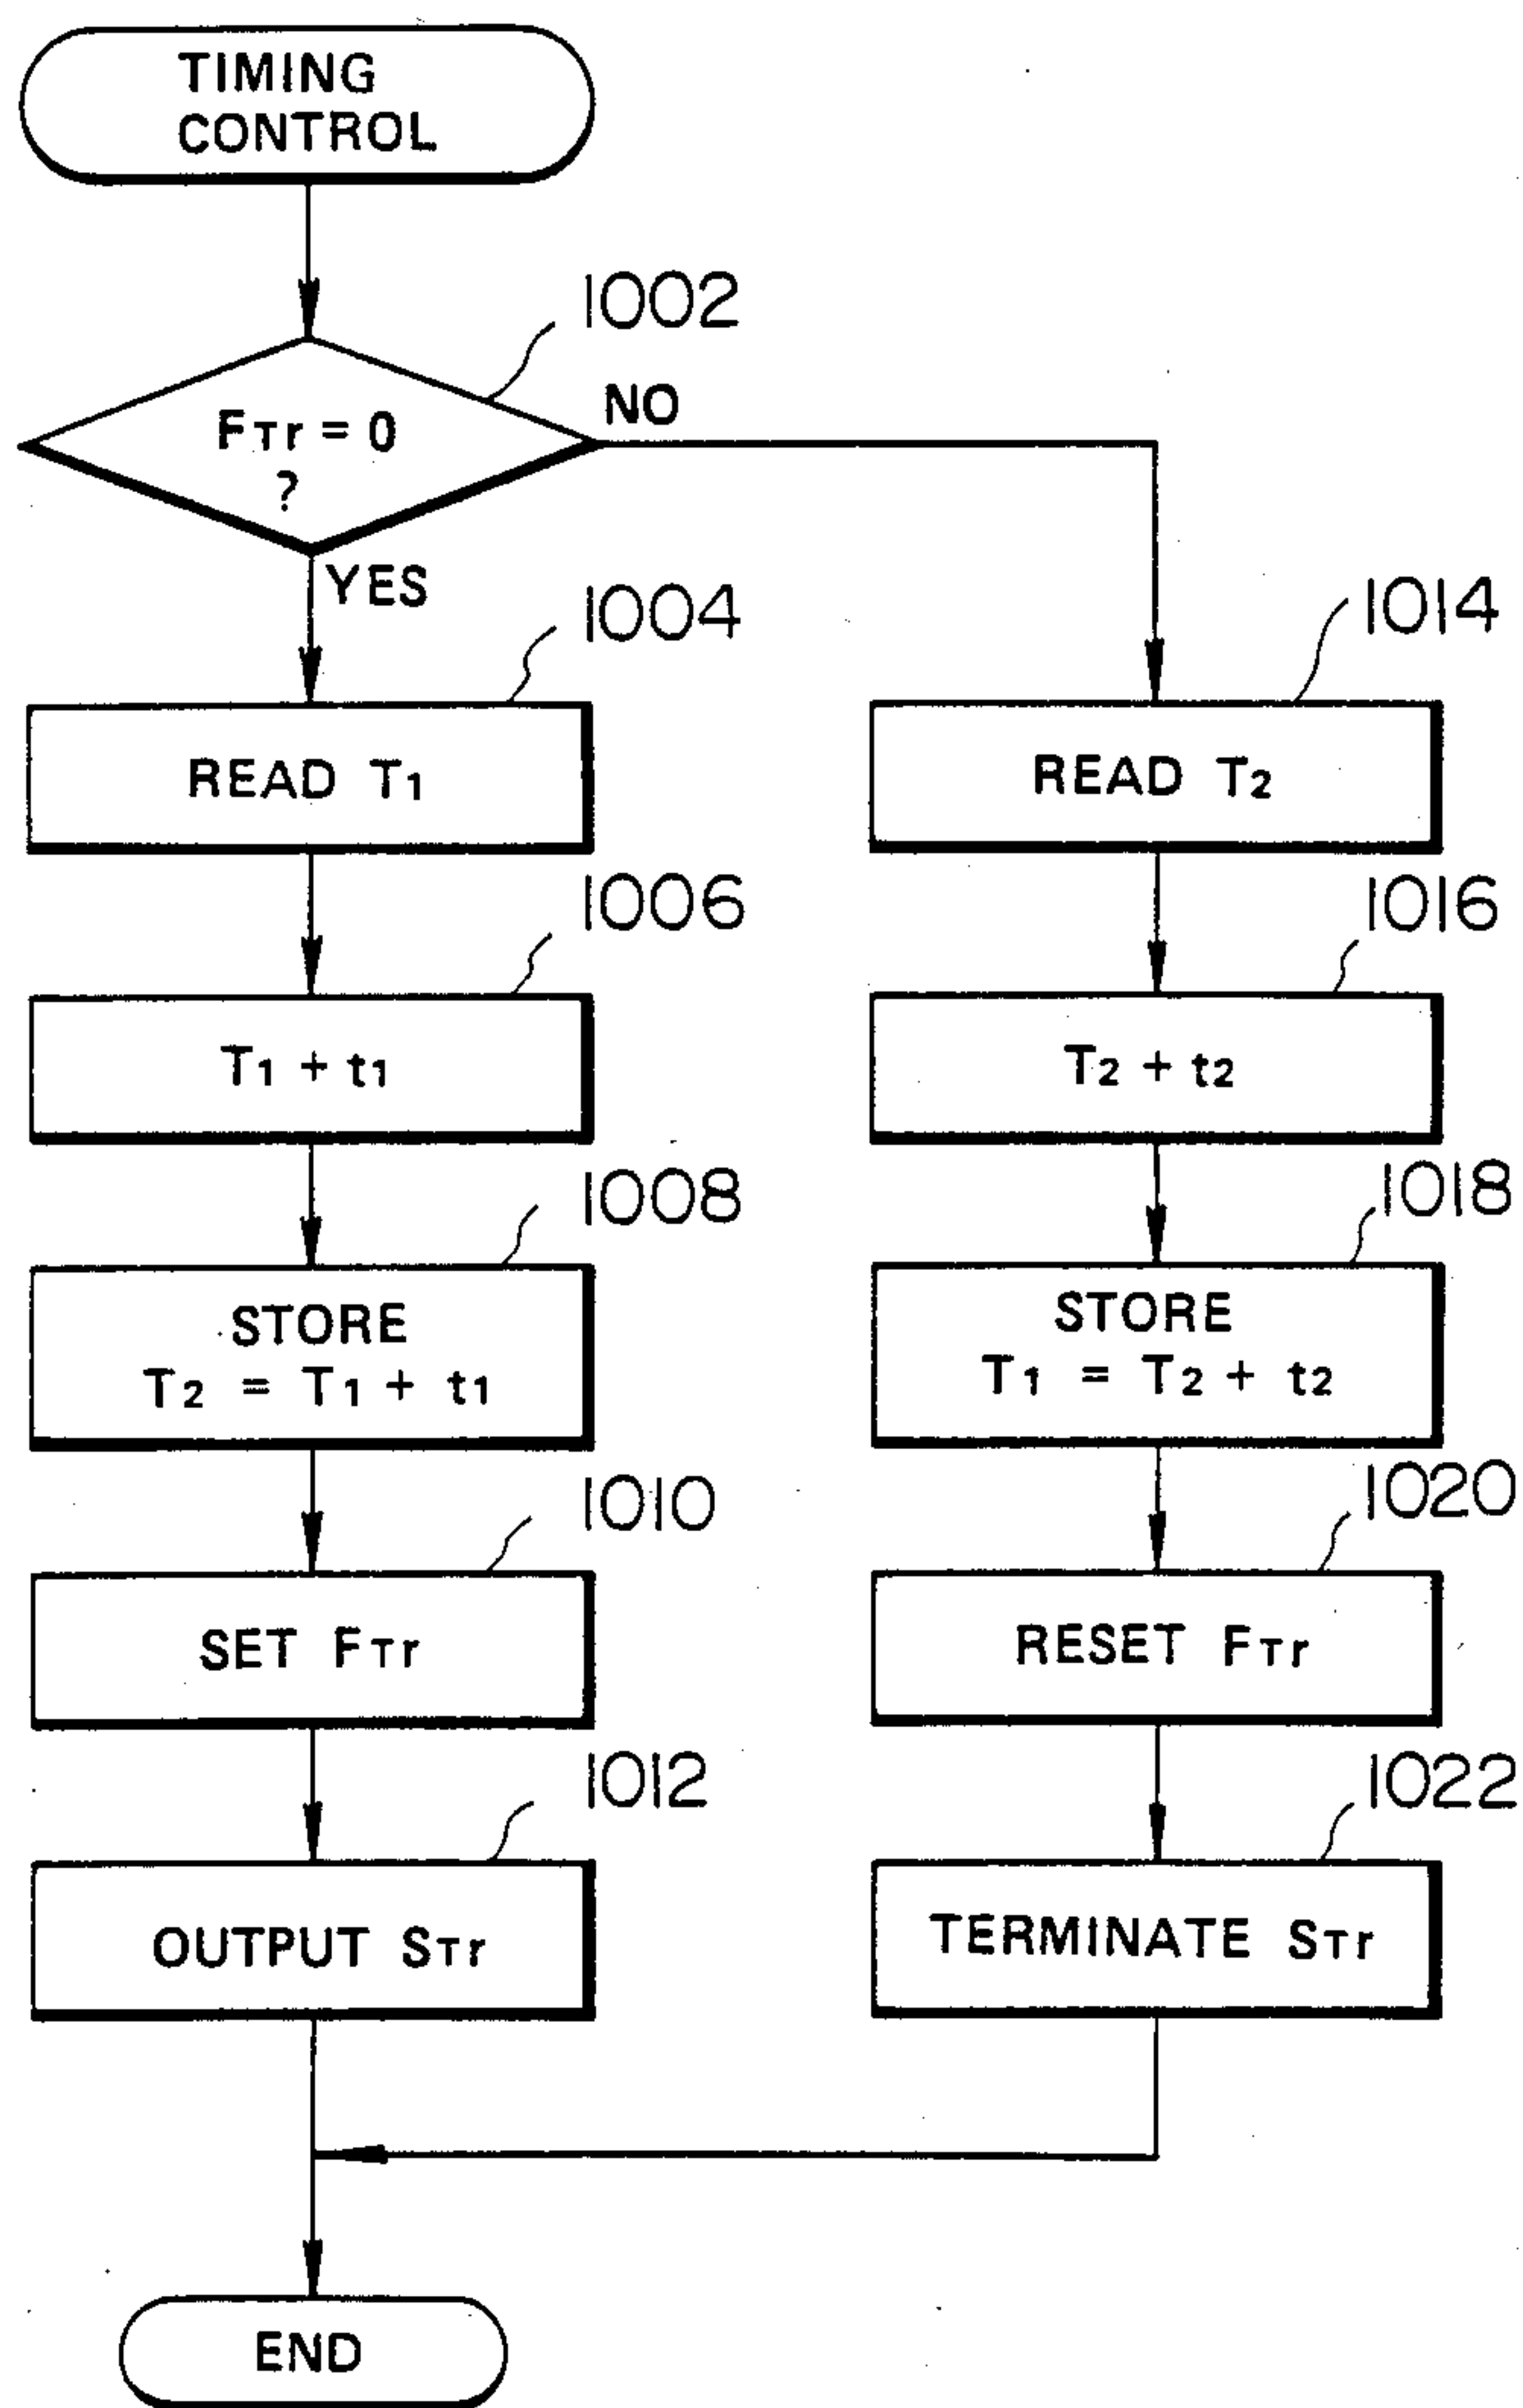 TIMING
CONTROL
1002
FTr = 0
?
NO
YES
1004
READ T1
1006
T1 + t1
1008
STORE
T2 = T1 + t1
1010
SET FTr
1012
OUTPUT STr
1014
READ T2
1016
T2 + t2
1018
STORE
T1 = T2 + t2
1020
RESET FTr
1022
TERMINATE STr
END